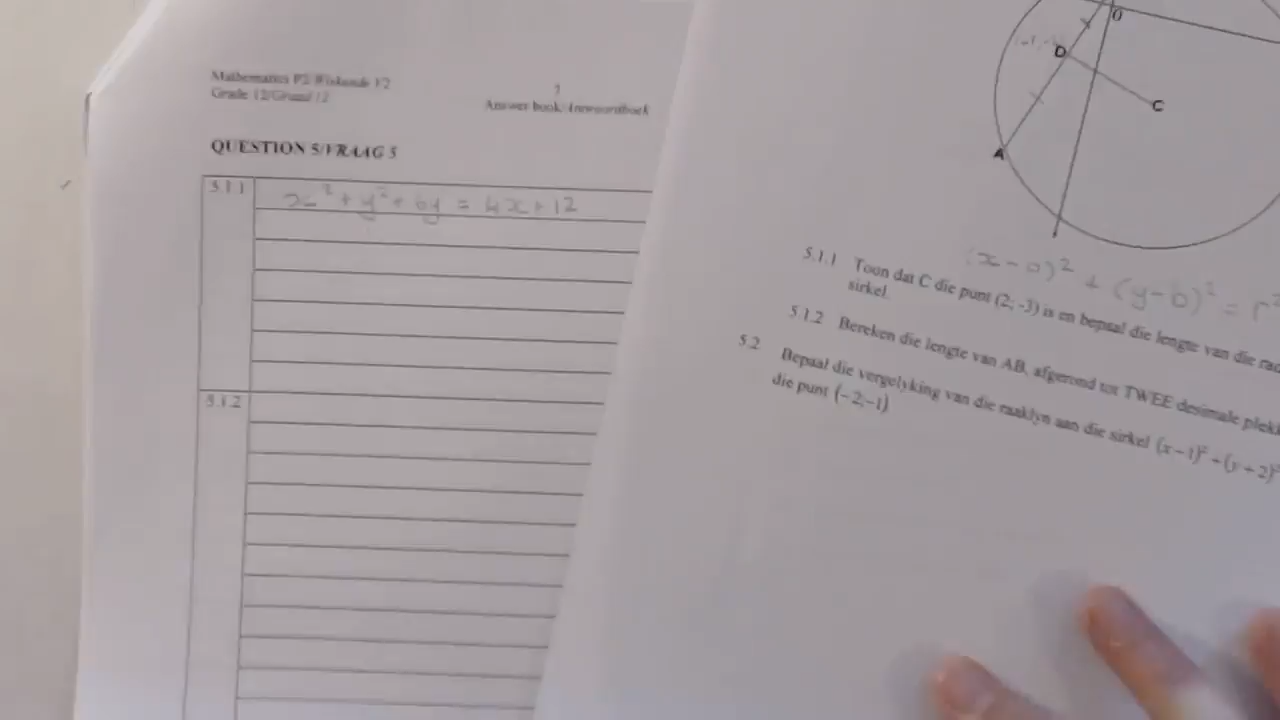 Mathematics P2/Wiskunde V2
Grade 12/Graad 12
7
Answer book/Antwoordboek
QUESTION 5/VRAAG 5
5.1.1
x² + y² + 6y = 4x + 12
5.1.2
0
D
C
A
(x - a)² + (y - b)² = r²
5.1.1 Toon dat C die punt (2; -3) is en bepaal die lengte van die
sirkel.
5.1.2 Bereken die lengte van AB, afgerond tot TWEE desimale
5.2 Bepaal die vergelyking van die raaklyn aan die sirkel (x – 1)² + (y + 2)²
die punt (– 2;–1)